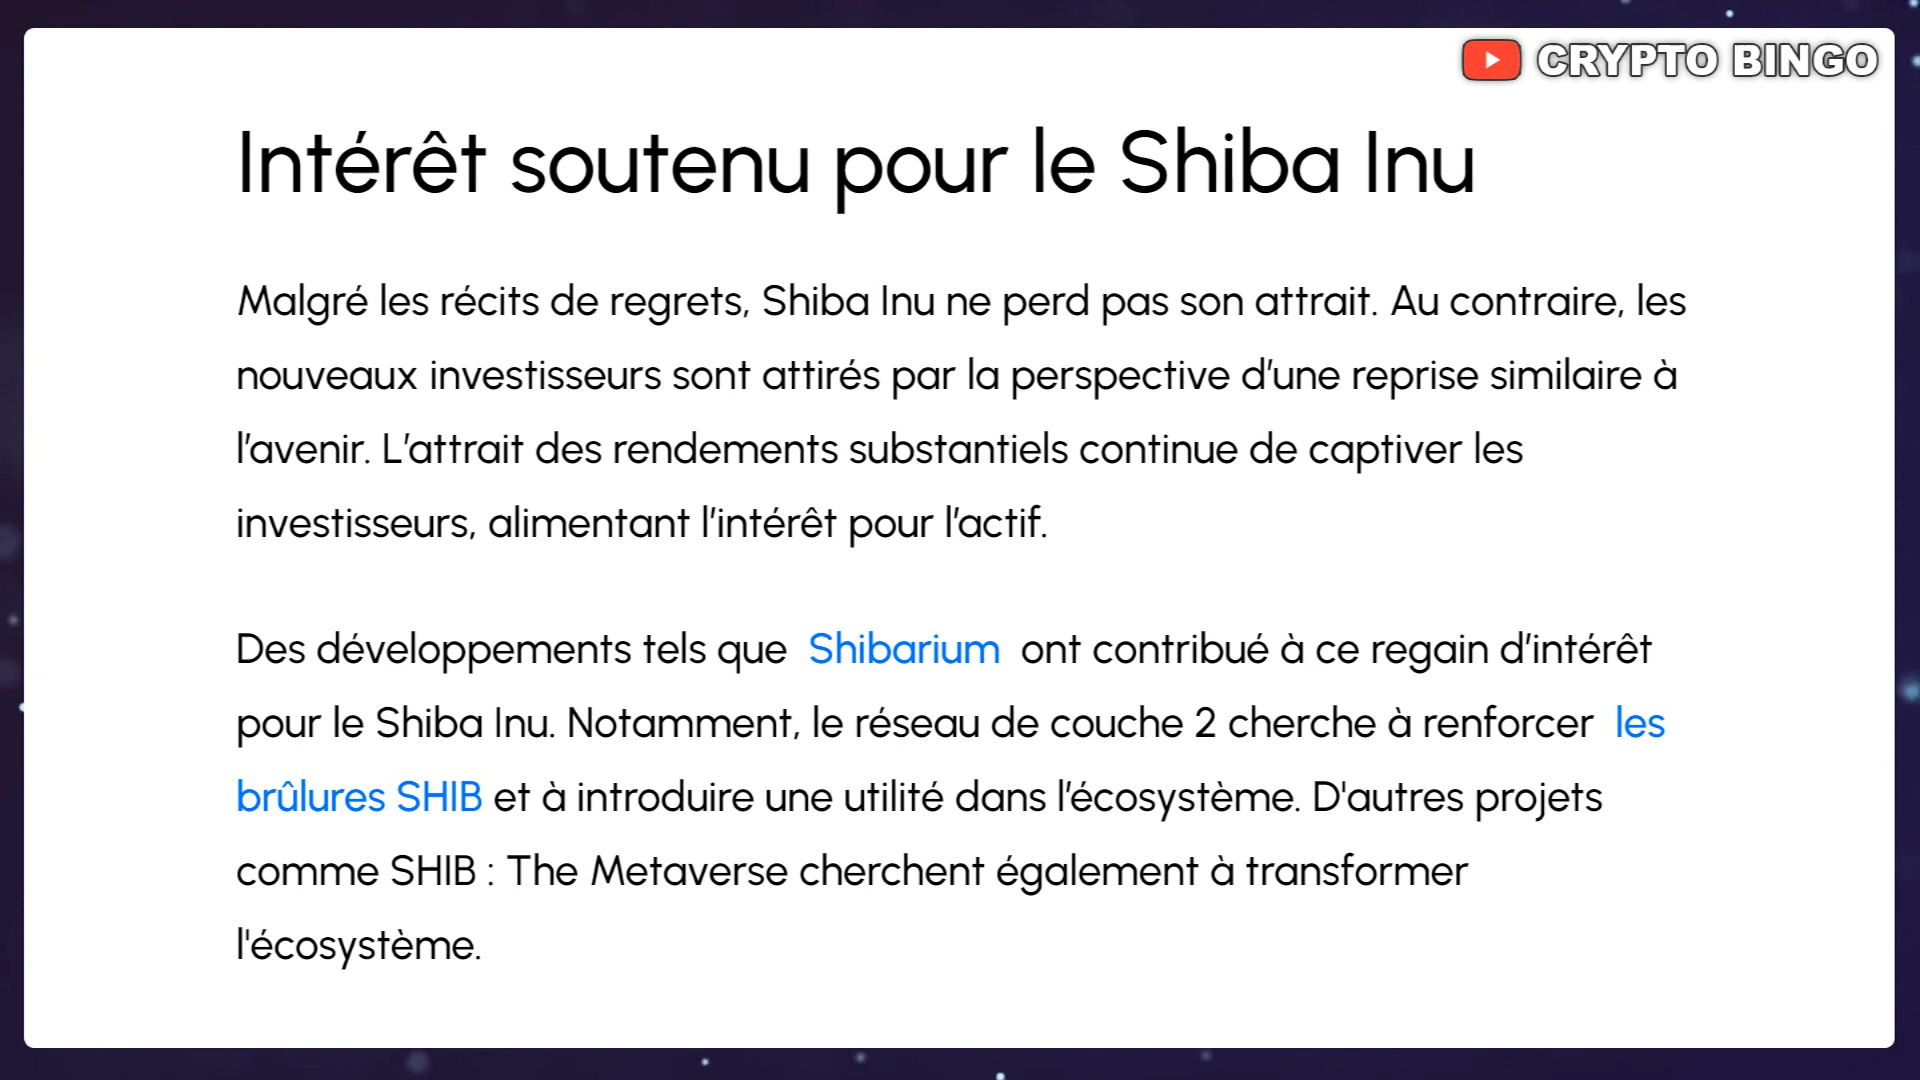 CRYPTO BINGO
Intérêt soutenu pour le Shiba Inu
Malgré les récits de regrets, Shiba Inu ne perd pas son attrait. Au contraire, les
nouveaux investisseurs sont attirés par la perspective d’une reprise similaire à
l’avenir. L’attrait des rendements substantiels continue de captiver les
investisseurs, alimentant l’intérêt pour l’actif.
Des développements tels que Shibarium ont contribué à ce regain d’intérêt
pour le Shiba Inu. Notamment, le réseau de couche 2 cherche à renforcer les
brûlures SHIB et à introduire une utilité dans l’écosystème. D'autres projets
comme SHIB : The Metaverse cherchent également à transformer
l'écosystème.